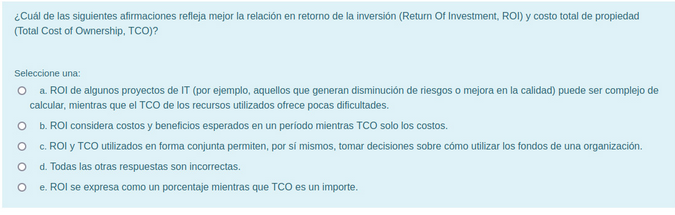 ¿Cuál de las siguientes afirmaciones refleja mejor la relación en retorno de la inversión (Return Of Investment, ROI) y costo total de propiedad
(Total Cost of Ownership, TCO)?
Seleccione una:
a. ROI de algunos proyectos de IT (por ejemplo, aquellos que generan disminución de riesgos o mejora en la calidad) puede ser complejo de
calcular, mientras que el TCO de los recursos utilizados ofrece pocas dificultades.
b. ROI considera costos y beneficios esperados en un período mientras TCO solo los costos.
c. ROI y TCO utilizados en forma conjunta permiten, por sí mismos, tomar decisiones sobre cómo utilizar los fondos de una organización.
d. Todas las otras respuestas son incorrectas.
e. ROI se expresa como un porcentaje mientras que TCO es un importe.